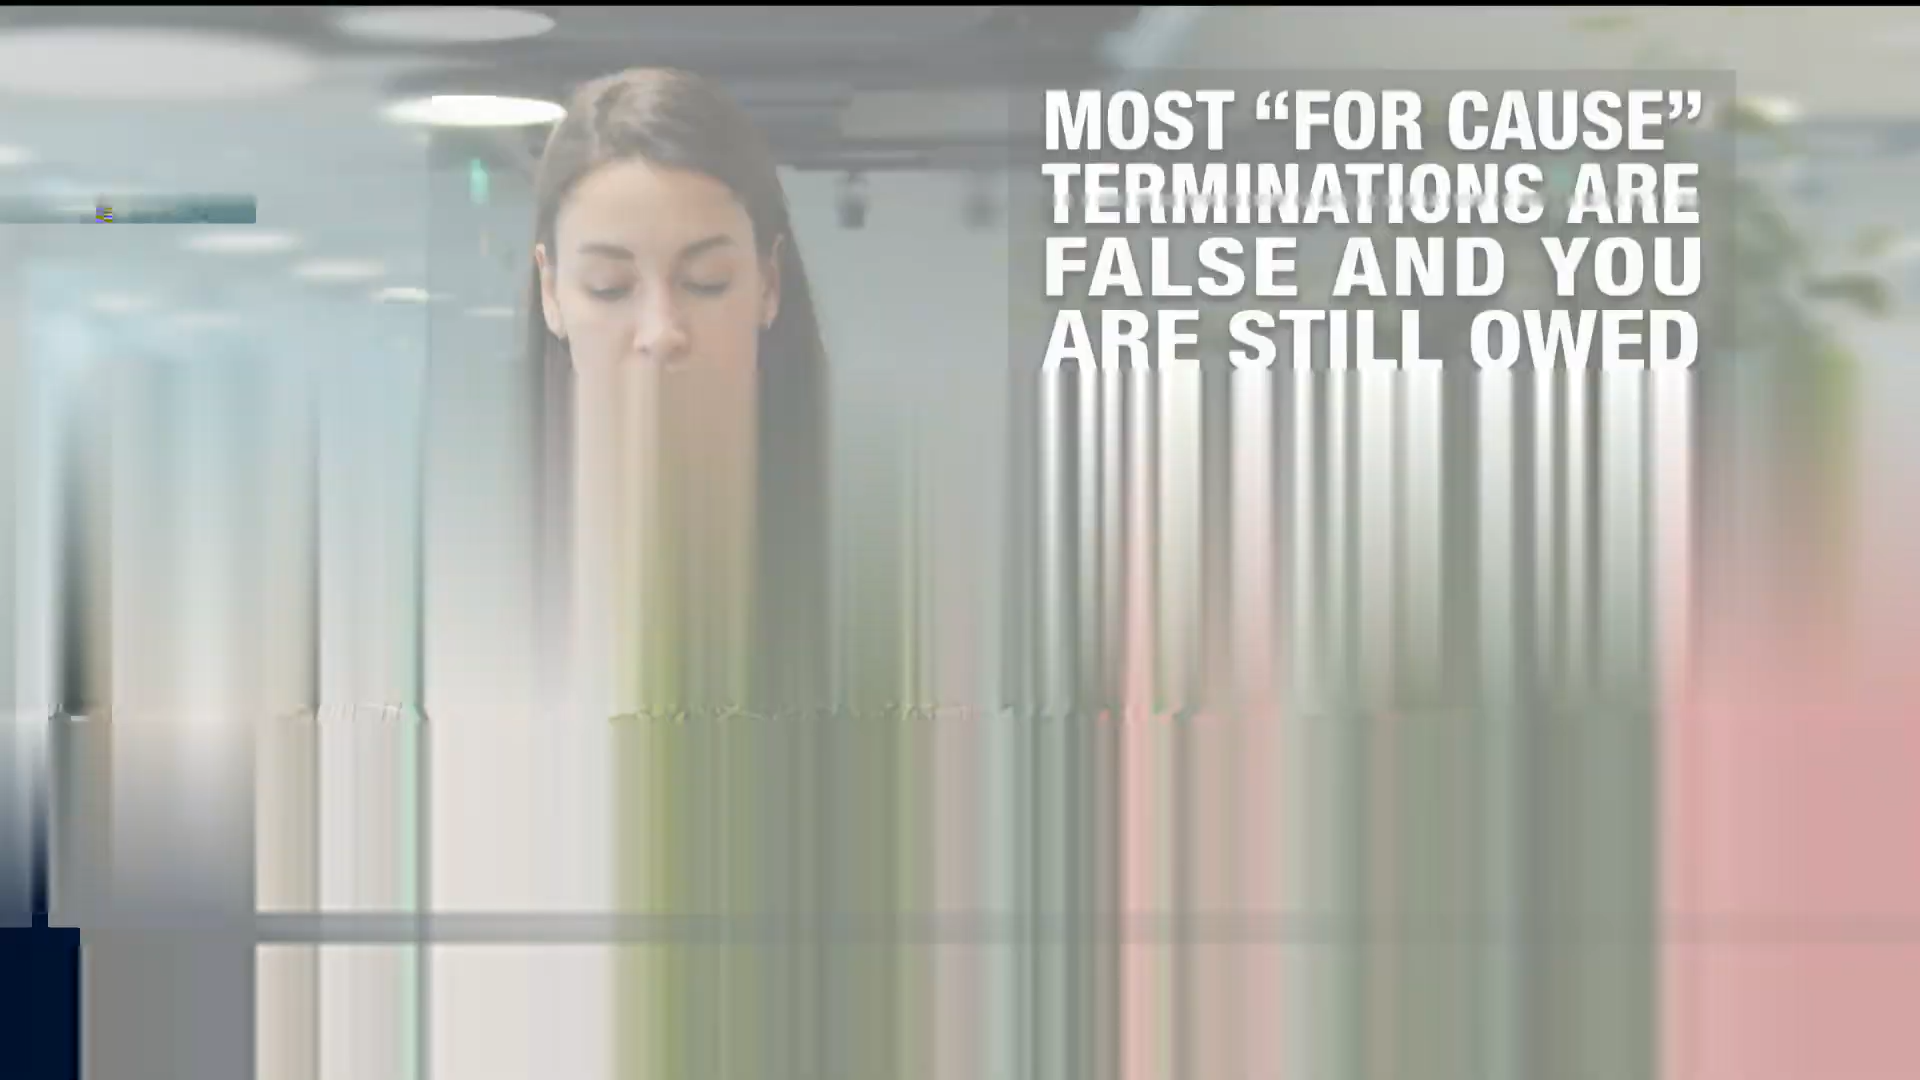 MOST “FOR CAUSE”
TERMINATIONS ARE
FALSE AND YOU
ARE STILL OWED